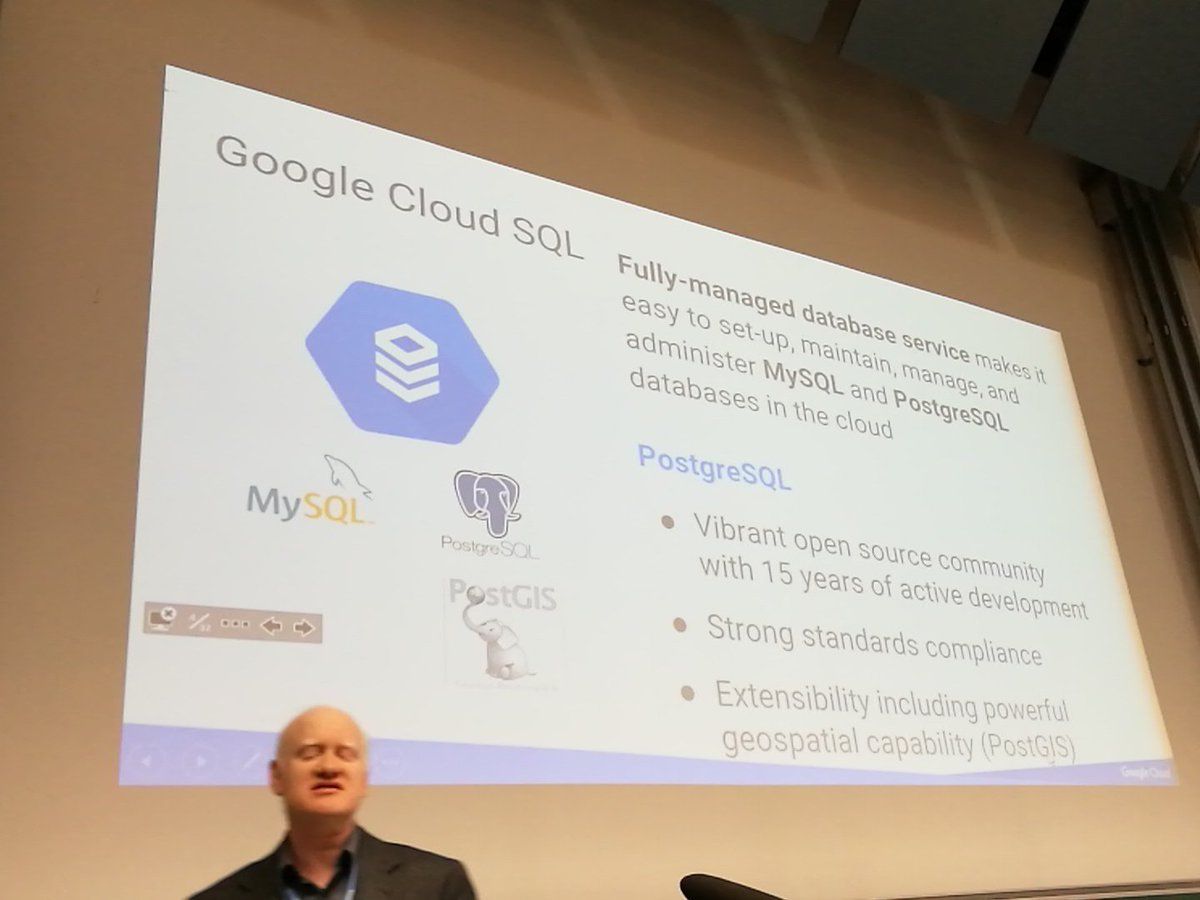 Google Cloud SQL
Fully-managed database service makes it
easy to set-up, maintain, manage, and
administer MySQL and PostgreSQL
databases in the cloud
PostgreSQL
Vibrant open source community
with 15 years of active development
Strong standards compliance
Extensibility including powerful
geospatial capability (PostGIS)
MySQL
PostgreSQL
PostGIS
4/32
Google Cloud